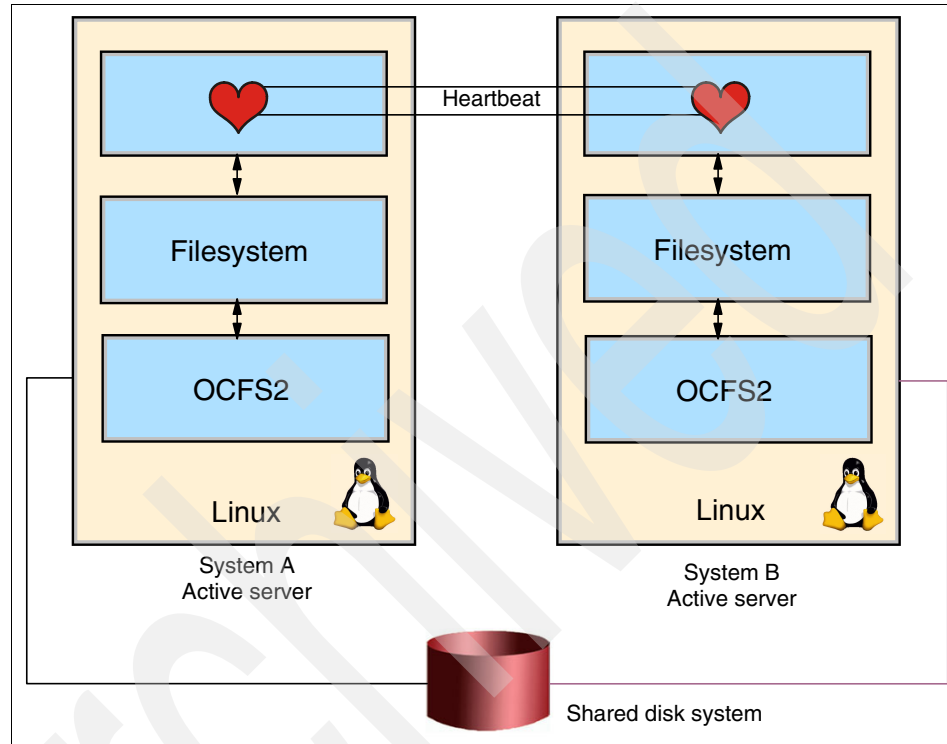 Heartbeat
Filesystem
Filesystem
OCFS2
OCFS2
Linux
Linux
System A
Active server
System B
Active server
Shared disk system